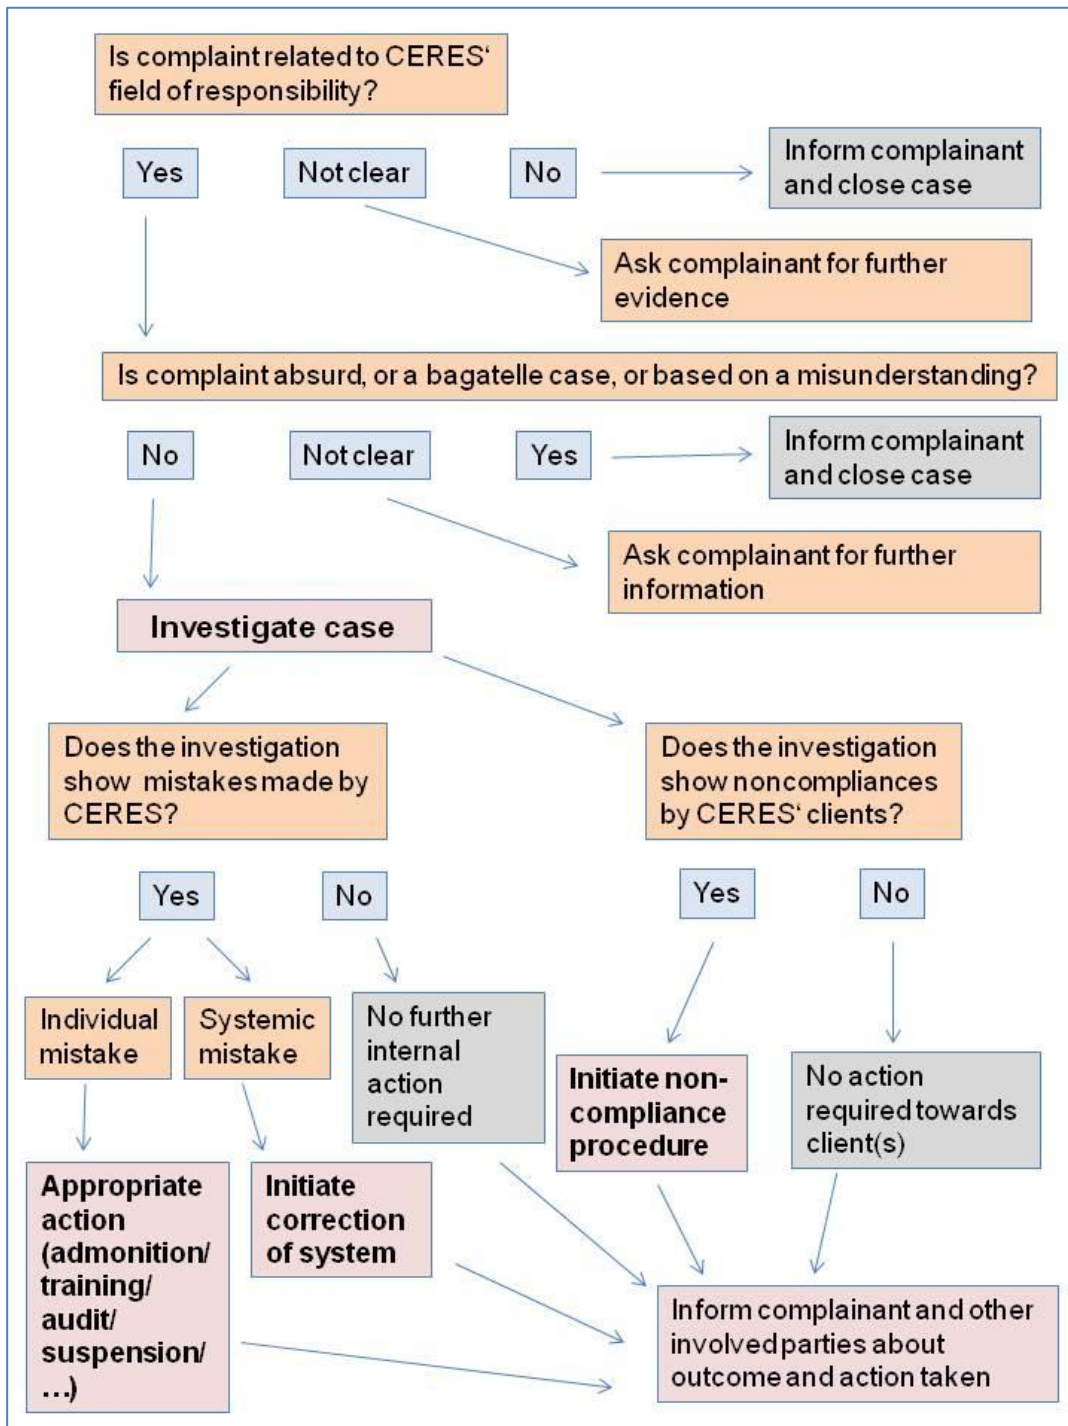 Is complaint related to CERES‘
field of responsibility?
Yes
Not clear
No
Inform complainant
and close case
Ask complainant for further
evidence
Is complaint absurd, or a bagatelle case, or based on a misunderstanding?
No
Not clear
Yes
Inform complainant
and close case
Ask complainant for further
information
Investigate case
Does the investigation
show mistakes made by
CERES?
Does the investigation
show noncompliances
by CERES‘ clients?
Yes
No
Yes
No
Individual
mistake
Systemic
mistake
No further
internal
action
required
Initiate non-
compliance
procedure
No action
required towards
client(s)
Appropriate
action
(admonition/
training/
audit/
suspension/
…)
Initiate
correction
of system
Inform complainant and other
involved parties about
outcome and action taken